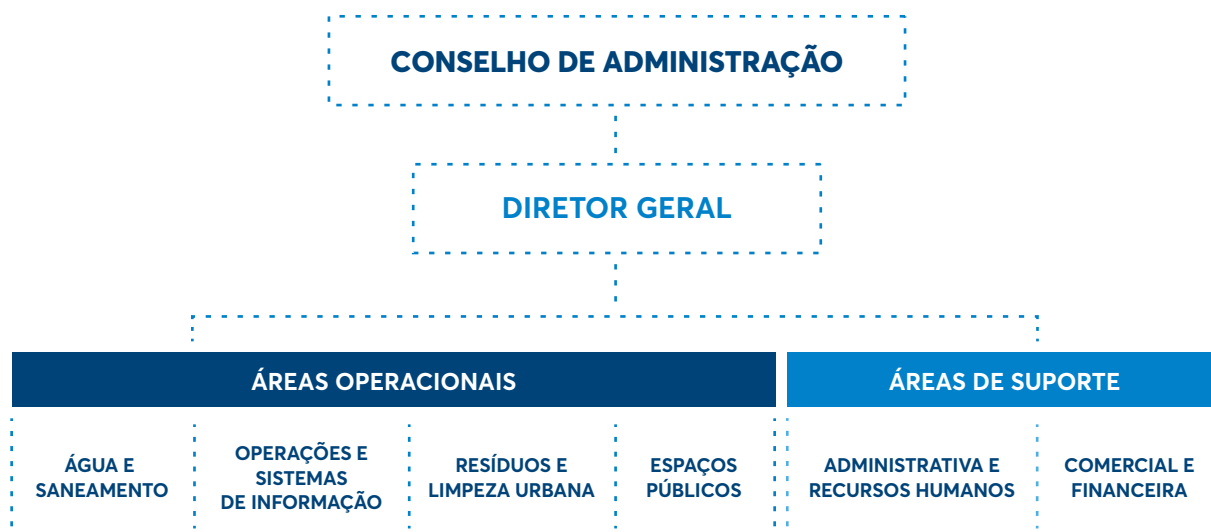 CONSELHO DE ADMINISTRAÇÃO
DIRETOR GERAL
ÁREAS OPERACIONAIS
ÁREAS DE SUPORTE
ÁGUA E
SANEAMENTO
OPERAÇÕES E
SISTEMAS
DE INFORMAÇÃO
RESÍDUOS E
LIMPEZA URBANA
ESPAÇOS
PÚBLICOS
ADMINISTRATIVA E
RECURSOS HUMANOS
COMERCIAL E
FINANCEIRA